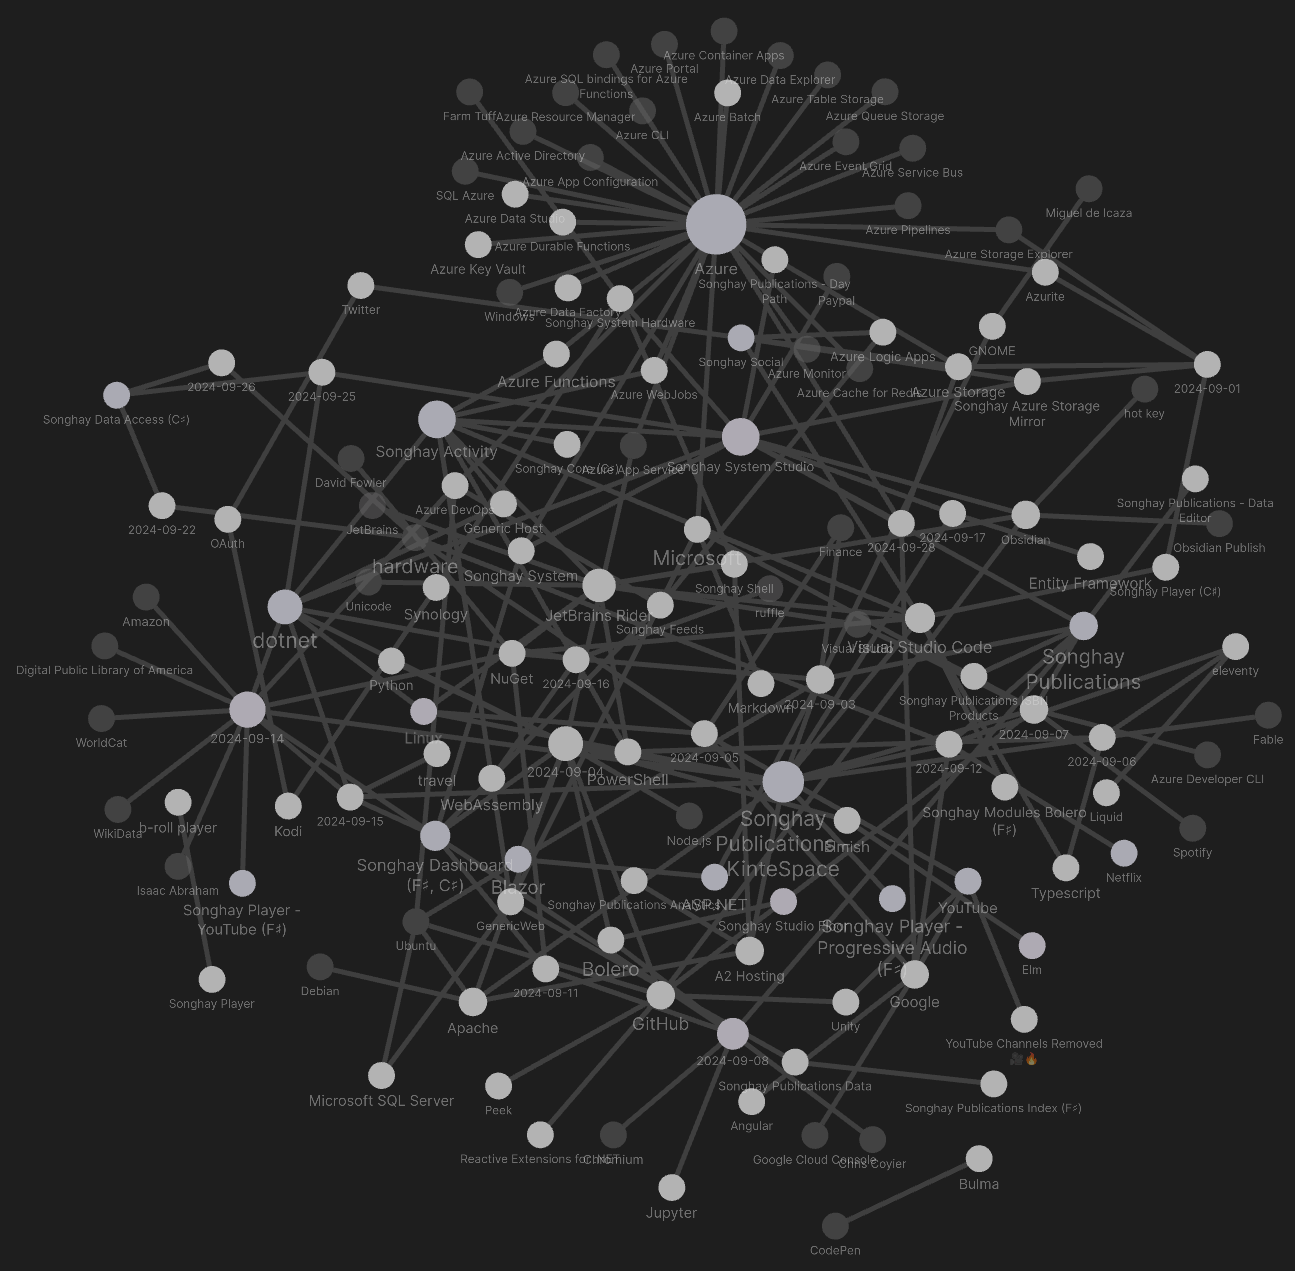 Azure Container Apps
Azure Portal
Azure SQL bindings for Azure
Functions
Azure Data Explorer
Azure Table Storage
Farm Tuff
Azure Resource Manager
Azure Batch
Azure Queue Storage
Azure CLI
Azure Active Directory
Azure Event Grid
Azure Service Bus
Azure App Configuration
SQL Azure
Miguel de Icaza
Azure Data Studio
Azure Pipelines
Azure Durable Functions
Azure Storage Explorer
Azure Key Vault
Azure
Songhay Publications - Day
Path
Paypal
Azurite
Twitter
Windows
Azure Data Factory
Songhay System Hardware
GNOME
Songhay Social
Azure Logic Apps
Azure Monitor
Azure Functions
2024-09-26
2024-09-25
Azure WebJobs
Azure Cache for Redis
Azure Storage
2024-09-01
Songhay Azure Storage
Mirror
hot key
Songhay Data Access (C♯)
Songhay Activity
Songhay Core (C♯)
Azure App Service
Songhay System Studio
David Fowler
Azure DevOps
Songhay Publications - Data
Editor
2024-09-22
OAuth
JetBrains
Generic Host
2024-09-28
2024-09-17
Obsidian
Obsidian Publish
Finance
Microsoft
hardware
Songhay System
Songhay Shell
Entity Framework
Songhay Player (C♯)
Unicode
Synology
JetBrains Rider
Songhay Feeds
ruffle
Amazon
dotnet
Visual Studio
Visual Studio Code
Songhay
Publications
Digital Public Library of America
Python
NuGet
2024-09-16
eleventy
Markdown
2024-09-03
Songhay Publications ISBN
Products
WorldCat
2024-09-14
Linux
2024-09-07
Fable
2024-09-05
2024-09-12
2024-09-06
travel
2024-09-04
PowerShell
Azure Developer CLI
WebAssembly
WikiData
b-roll player
Kodi
2024-09-15
Songhay
Publications
KinteSpace
Songhay Modules Bolero
(F♯)
Liquid
Node.js
Elmish
Spotify
Songhay Dashboard
(F♯, C♯)
Isaac Abraham
Blazor
Netflix
Typescript
Songhay Publications Analytics
ASP.NET
YouTube
Songhay Player -
YouTube (F♯)
GenericWeb
Songhay Studio Floor
Songhay Player -
Progressive Audio
(F♯)
Ubuntu
Bolero
A2 Hosting
Elm
Debian
2024-09-11
Songhay Player
Google
Apache
GitHub
Unity
YouTube Channels Removed
🎥🔥
2024-09-08
Songhay Publications Data
Microsoft SQL Server
Peek
Songhay Publications Index (F♯)
Angular
Reactive Extensions for .NET
Chromium
Google Cloud Console
Chris Coyier
Bulma
Jupyter
CodePen